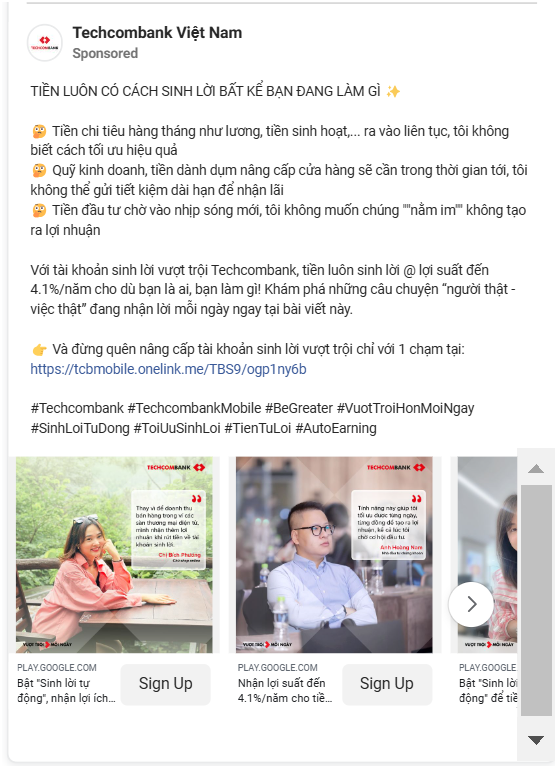 Techcombank Việt Nam
TECHCOMBANK
Sponsored
TIỀN LUÔN CÓ CÁCH SINH LỜI BẤT KỂ BẠN ĐANG LÀM GÌ ✨
🤔 Tiền chi tiêu hàng tháng như lương, tiền sinh hoạt,... ra vào liên tục, tôi không
biết cách tối ưu hiệu quả
🤔 Quỹ kinh doanh, tiền dành dụm nâng cấp cửa hàng sẽ cần trong thời gian tới, tôi
không thể gửi tiết kiệm dài hạn để nhận lãi
🤔 Tiền đầu tư chờ vào nhịp sóng mới, tôi không muốn chúng ""nằm im"" không tạo
ra lợi nhuận
Với tài khoản sinh lời vượt trội Techcombank, tiền luôn sinh lời @ lợi suất đến
4.1%/năm cho dù bạn là ai, bạn làm gì! Khám phá những câu chuyện “người thật -
việc thật” đang nhận lời mỗi ngày ngay tại bài viết này.
👉 Và đừng quên nâng cấp tài khoản sinh lời vượt trội chỉ với 1 chạm tại:
https://tcbmobile.onelink.me/TBS9/ogp1ny6b
#Techcombank #TechcombankMobile #BeGreater #VuotTroiHonMoiNgay
#SinhLoiTuDong #ToiUuSinhLoi #TienTuLoi #AutoEarning
TECHCOMBANK
Thay vì để doanh thu
bán hàng trong ví các
sàn thương mại điện tử,
mình nhận thêm lợi
nhuận khi rút tiền về tài
khoản sinh lời.
Chị Bích Phương
Chủ shop online
VƯỢT TRỘI MỖI NGÀY
TECHCOMBANK
Tính năng này giúp tôi
tối ưu được từng ngày,
từng đồng để tạo ra lợi
nhuận, kể cả lúc tôi
chờ cơ hội đầu tư.
Anh Hoàng Nam
Nhà đầu tư chứng khoán
VƯỢT TRỘI MỖI NGÀY
PLAY.GOOGLE.COM
Bật "Sinh lời tự
động", nhận lợi ích...
Sign Up
PLAY.GOOGLE.COM
Nhận lợi suất đến
4.1%/năm cho tiề...
Sign Up
PLAY.GOOG
Bật "Sinh lời
động" để tiề